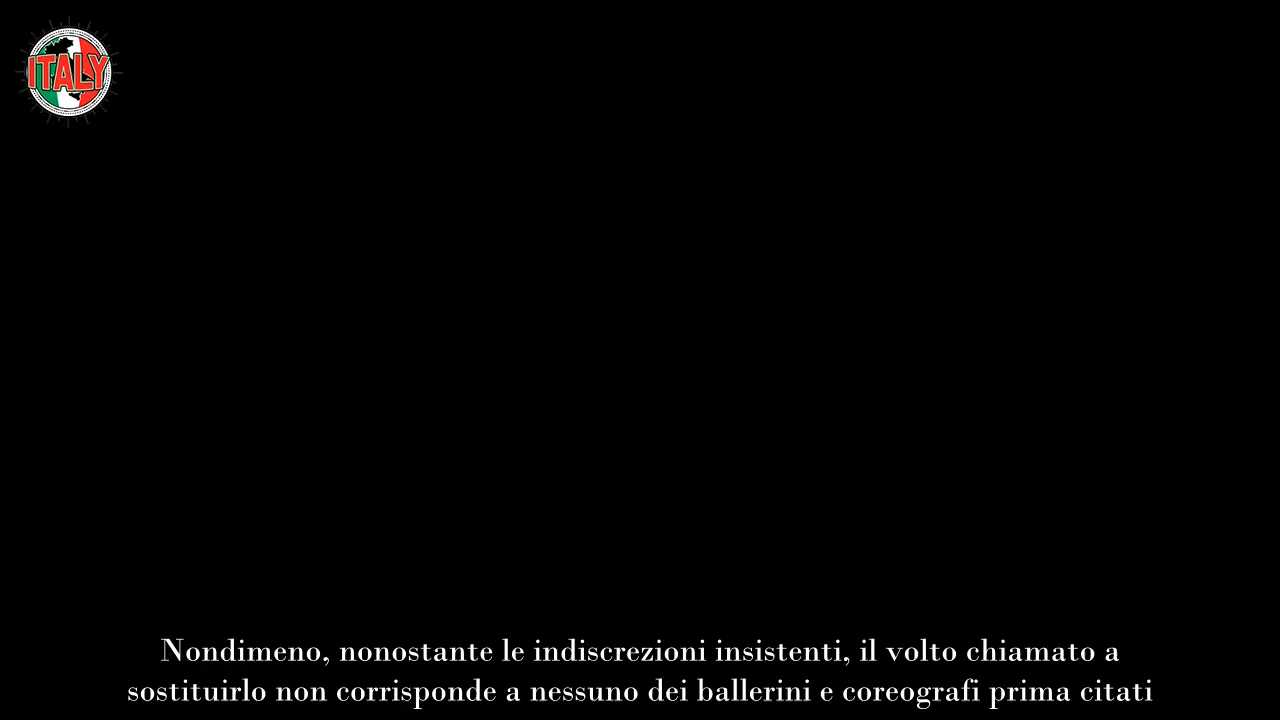 ITALY
Nondimeno, nonostante le indiscrezioni insistenti, il volto chiamato a
sostituirlo non corrisponde a nessuno dei ballerini e coreografi prima citati